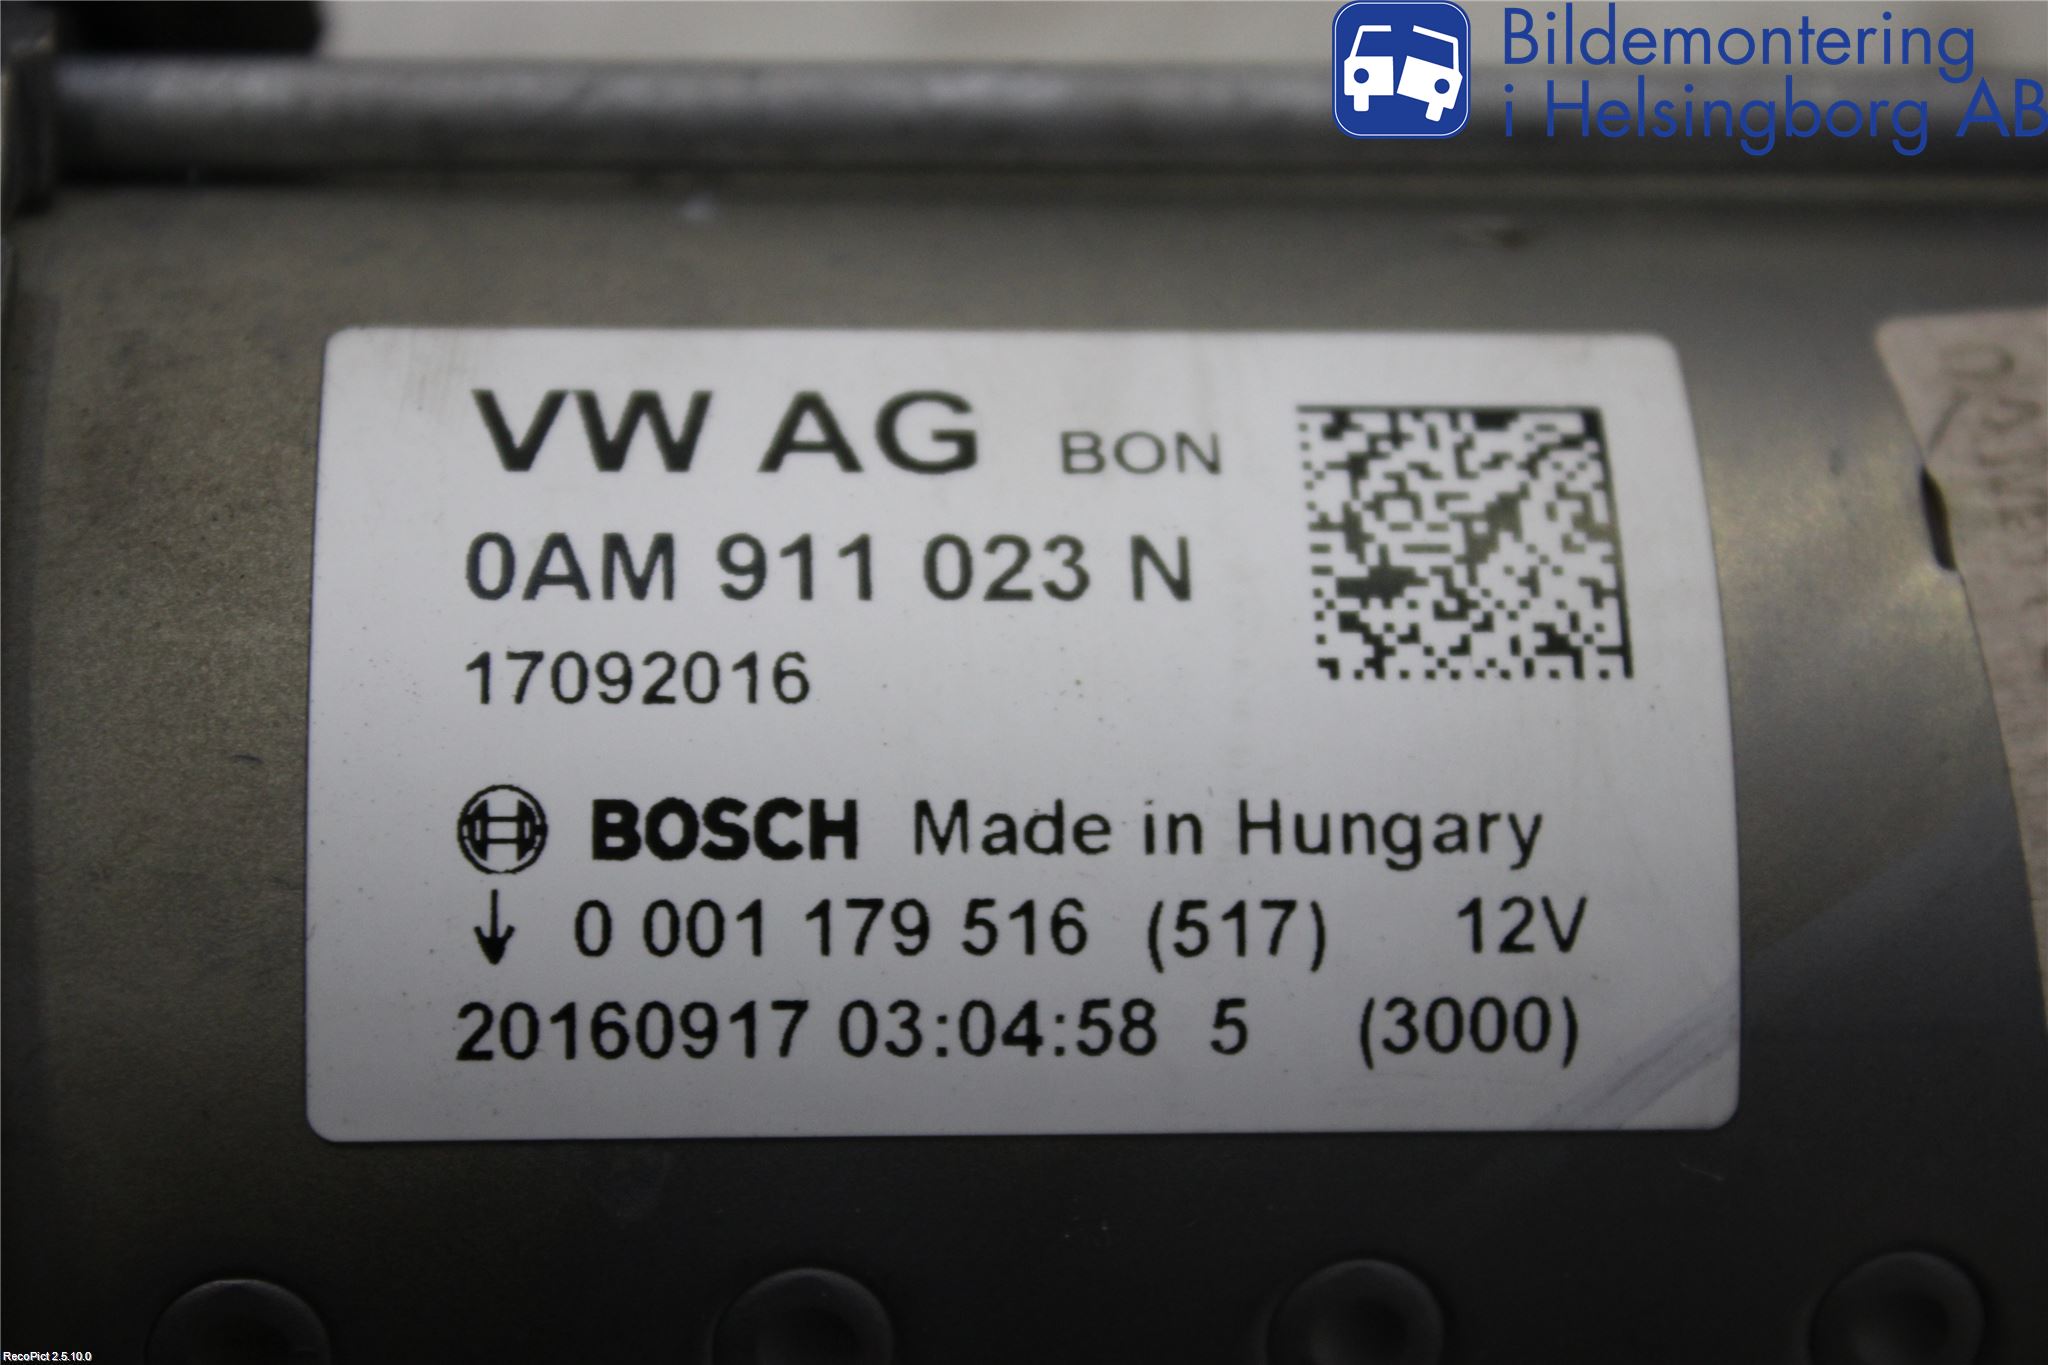 Bildemontering
i Helsingborg AB
VW AG BON
0AM 911 023 N
17092016
BOSCH Made in Hungary
↓ 0 001 179 516 (517) 12V
20160917 03:04:58 5 (3000)
RecoPict 2.5.10.0